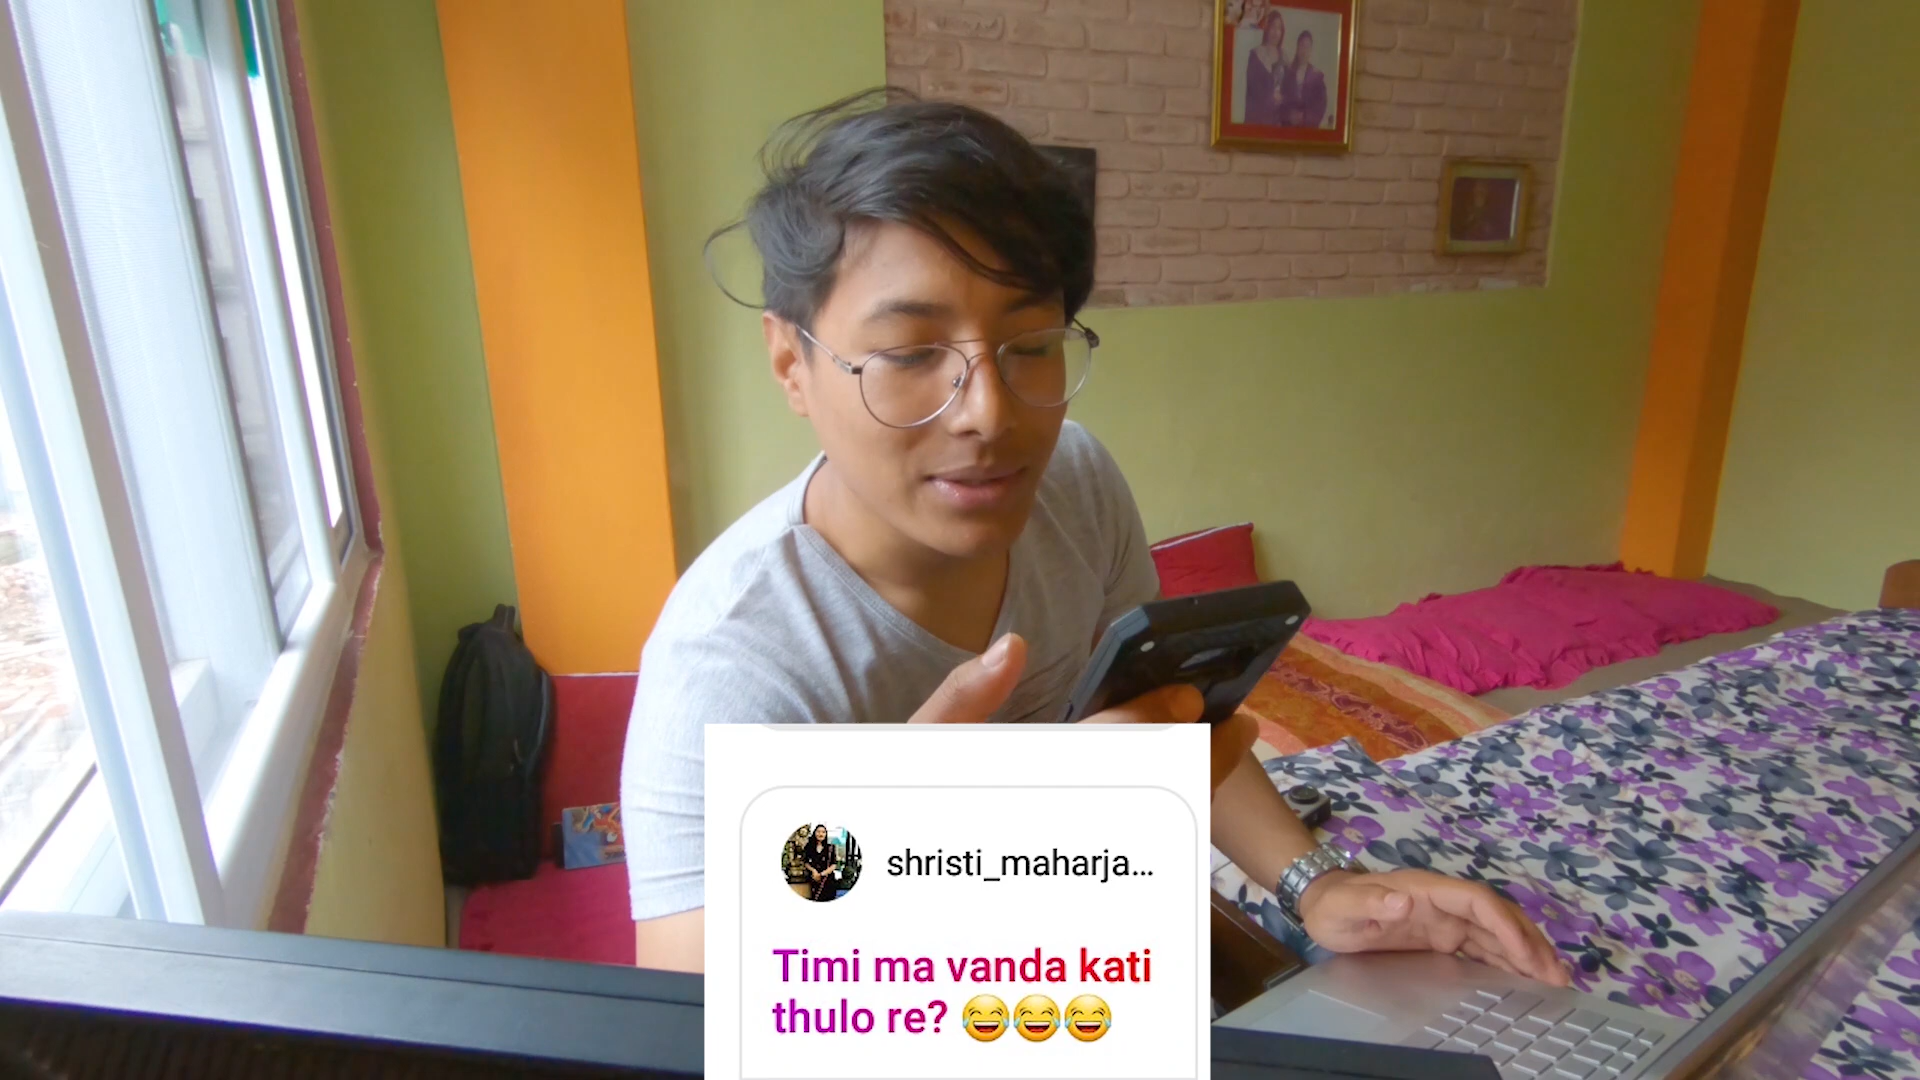 shristi_maharja...
Timi ma vanda kati
thulo re? 😂😂😂